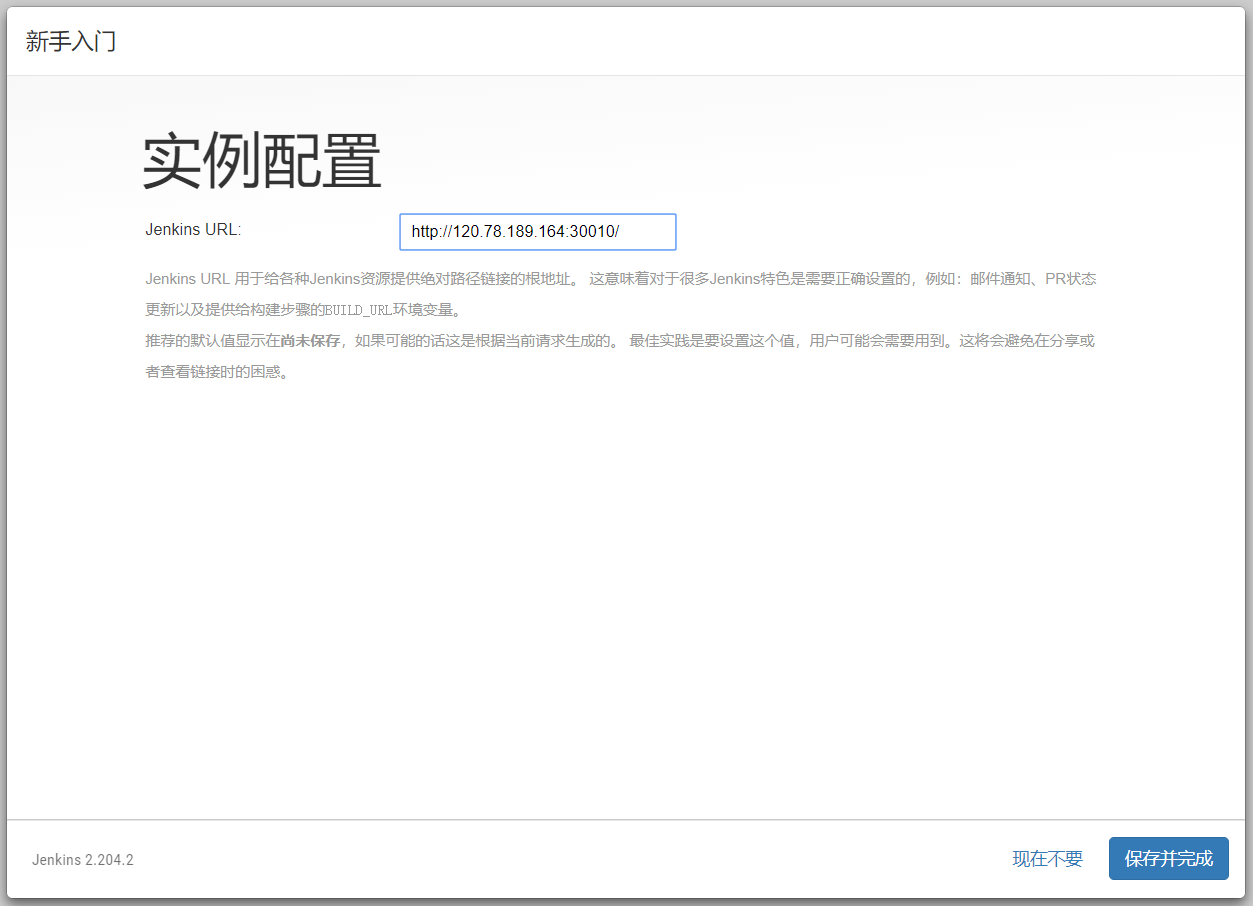 新手入门
实例配置
Jenkins URL:
http://120.78.189.164:30010/
Jenkins URL 用于给各种Jenkins资源提供绝对路径链接的根地址。 这意味着对于很多Jenkins特色是需要正确设置的，例如：邮件通知、PR状态
更新以及提供给构建步骤的BUILD_URL环境变量。
推荐的默认值显示在尚未保存，如果可能的话这是根据当前请求生成的。 最佳实践是要设置这个值，用户可能会需要用到。这将会避免在分享或
者查看链接时的困惑。
Jenkins 2.204.2
现在不要
保存并完成